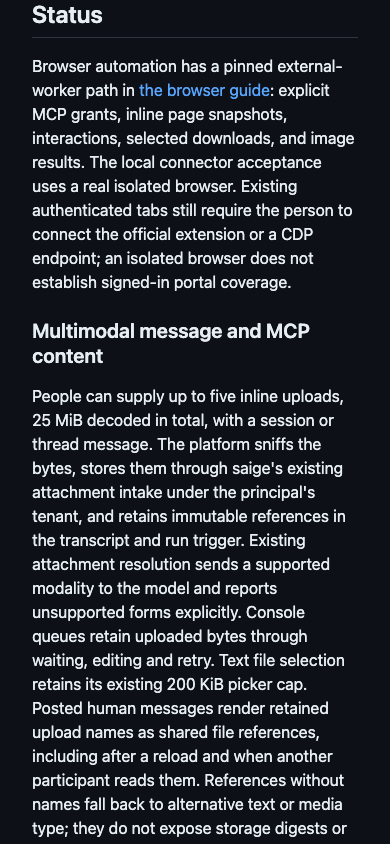 Status
Browser automation has a pinned external-
worker path in the browser guide: explicit
MCP grants, inline page snapshots,
interactions, selected downloads, and image
results. The local connector acceptance
uses a real isolated browser. Existing
authenticated tabs still require the person to
connect the official extension or a CDP
endpoint; an isolated browser does not
establish signed-in portal coverage.
Multimodal message and MCP
content
People can supply up to five inline uploads,
25 MiB decoded in total, with a session or
thread message. The platform sniffs the
bytes, stores them through saige's existing
attachment intake under the principal's
tenant, and retains immutable references in
the transcript and run trigger. Existing
attachment resolution sends a supported
modality to the model and reports
unsupported forms explicitly. Console
queues retain uploaded bytes through
waiting, editing and retry. Text file selection
retains its existing 200 KiB picker cap.
Posted human messages render retained
upload names as shared file references,
including after a reload and when another
participant reads them. References without
names fall back to alternative text or media
type; they do not expose storage digests or